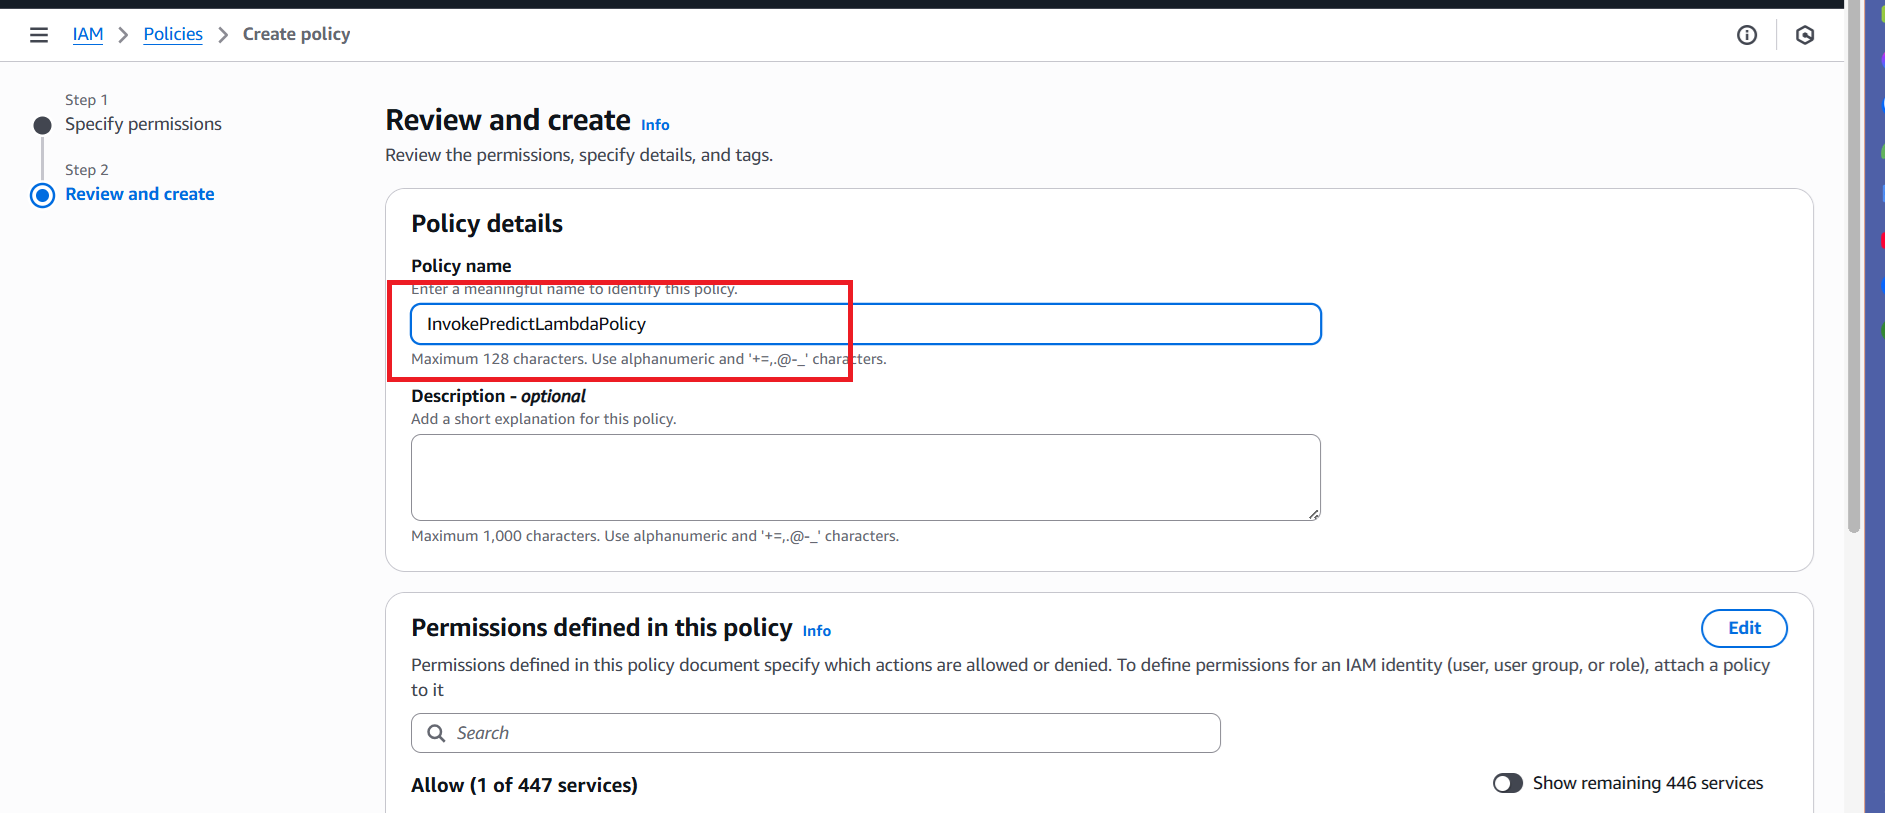 IAM > Policies > Create policy
Step 1
Specify permissions
Step 2
Review and create
Review and create Info
Review the permissions, specify details, and tags.
Policy details
Policy name
Enter a meaningful name to identify this policy.
InvokePredictLambdaPolicy
Maximum 128 characters. Use alphanumeric and '+=,.@-_' characters.
Description - optional
Add a short explanation for this policy.
Maximum 1,000 characters. Use alphanumeric and '+=,.@-_' characters.
Permissions defined in this policy Info
Edit
Permissions defined in this policy document specify which actions are allowed or denied. To define permissions for an IAM identity (user, user group, or role), attach a policy
to it
Search
Allow (1 of 447 services)
Show remaining 446 services